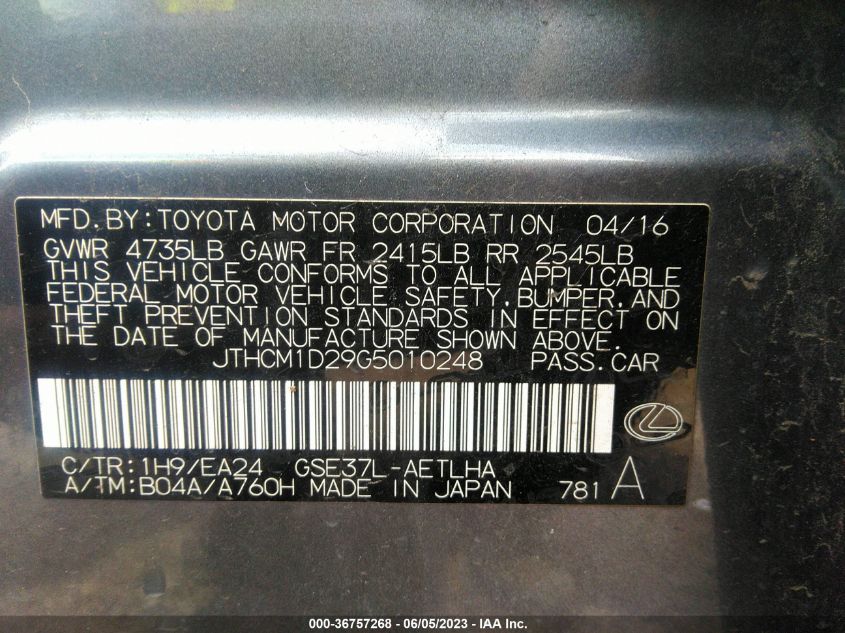 MFD.BY:TOYOTA MOTOR CORPORATION 04/16
GVWR 4735LB GAWR FR 2415LB RR 2545LB
THIS VEHICLE CONFORMS TO ALL APPLICABLE
FEDERAL MOTOR VEHICLE SAFETY,BUMPER,AND
THEFT PREVENTION STANDARDS IN EFFECT ON
THE DATE OF MANUFACTURE SHOWN ABOVE.
JTHCM1D29G5010248 PASS.CAR
C/TR:1H9/EA24 GSE37L-AETLHA
A/TM:B04A/A760H MADE IN JAPAN 781 A
000-36757268 - 06/05/2023 - IAA Inc.